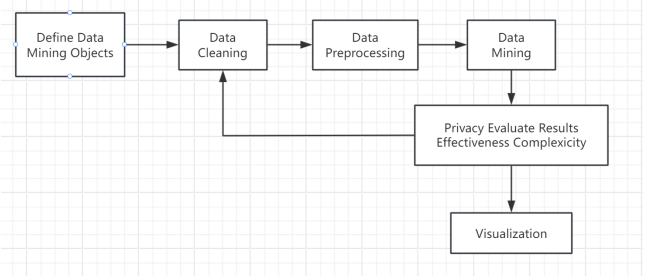 Define Data
Mining Objects
Data
Cleaning
Data
Preprocessing
Data
Mining
Privacy Evaluate Results
Effectiveness Complexicity
Visualization